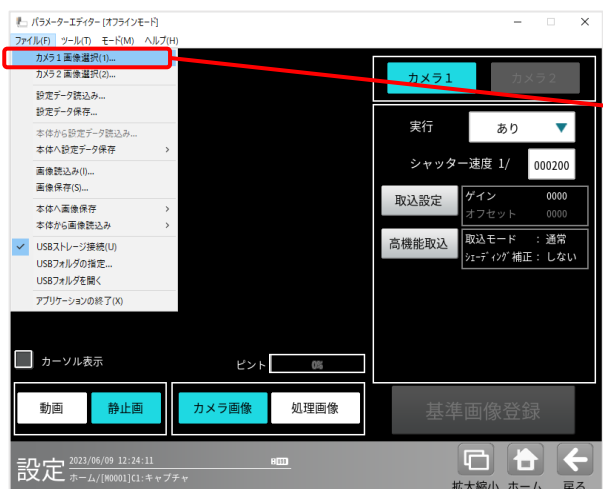 パラメーターエディター [オフラインモード]
ファイル(F) ツール(T) モード(M) ヘルプ(H)
カメラ１画像選択(1)...
カメラ２画像選択(2)...
設定データ読込み...
設定データ保存...
本体から設定データ読込み...
本体へ設定データ保存
画像読込み(I)...
画像保存(S)...
本体へ画像保存
本体から画像読込み
USBストレージ接続(U)
USBフォルダの指定...
USBフォルダを開く
アプリケーションの終了(X)
カメラ１ カメラ２
実行 あり
シャッター速度 1/ 000200
取込設定 ゲイン 0000
オフセット 0000
高機能取込 取込モード : 通常
シェーディング補正 : しない
カーソル表示
ピント 0%
動画 静止画 カメラ画像 処理画像 基準画像登録
設定 2023/06/09 12:24:11
ホーム/[M0001]C1:キャプチャ
拡大縮小 ホーム 戻る